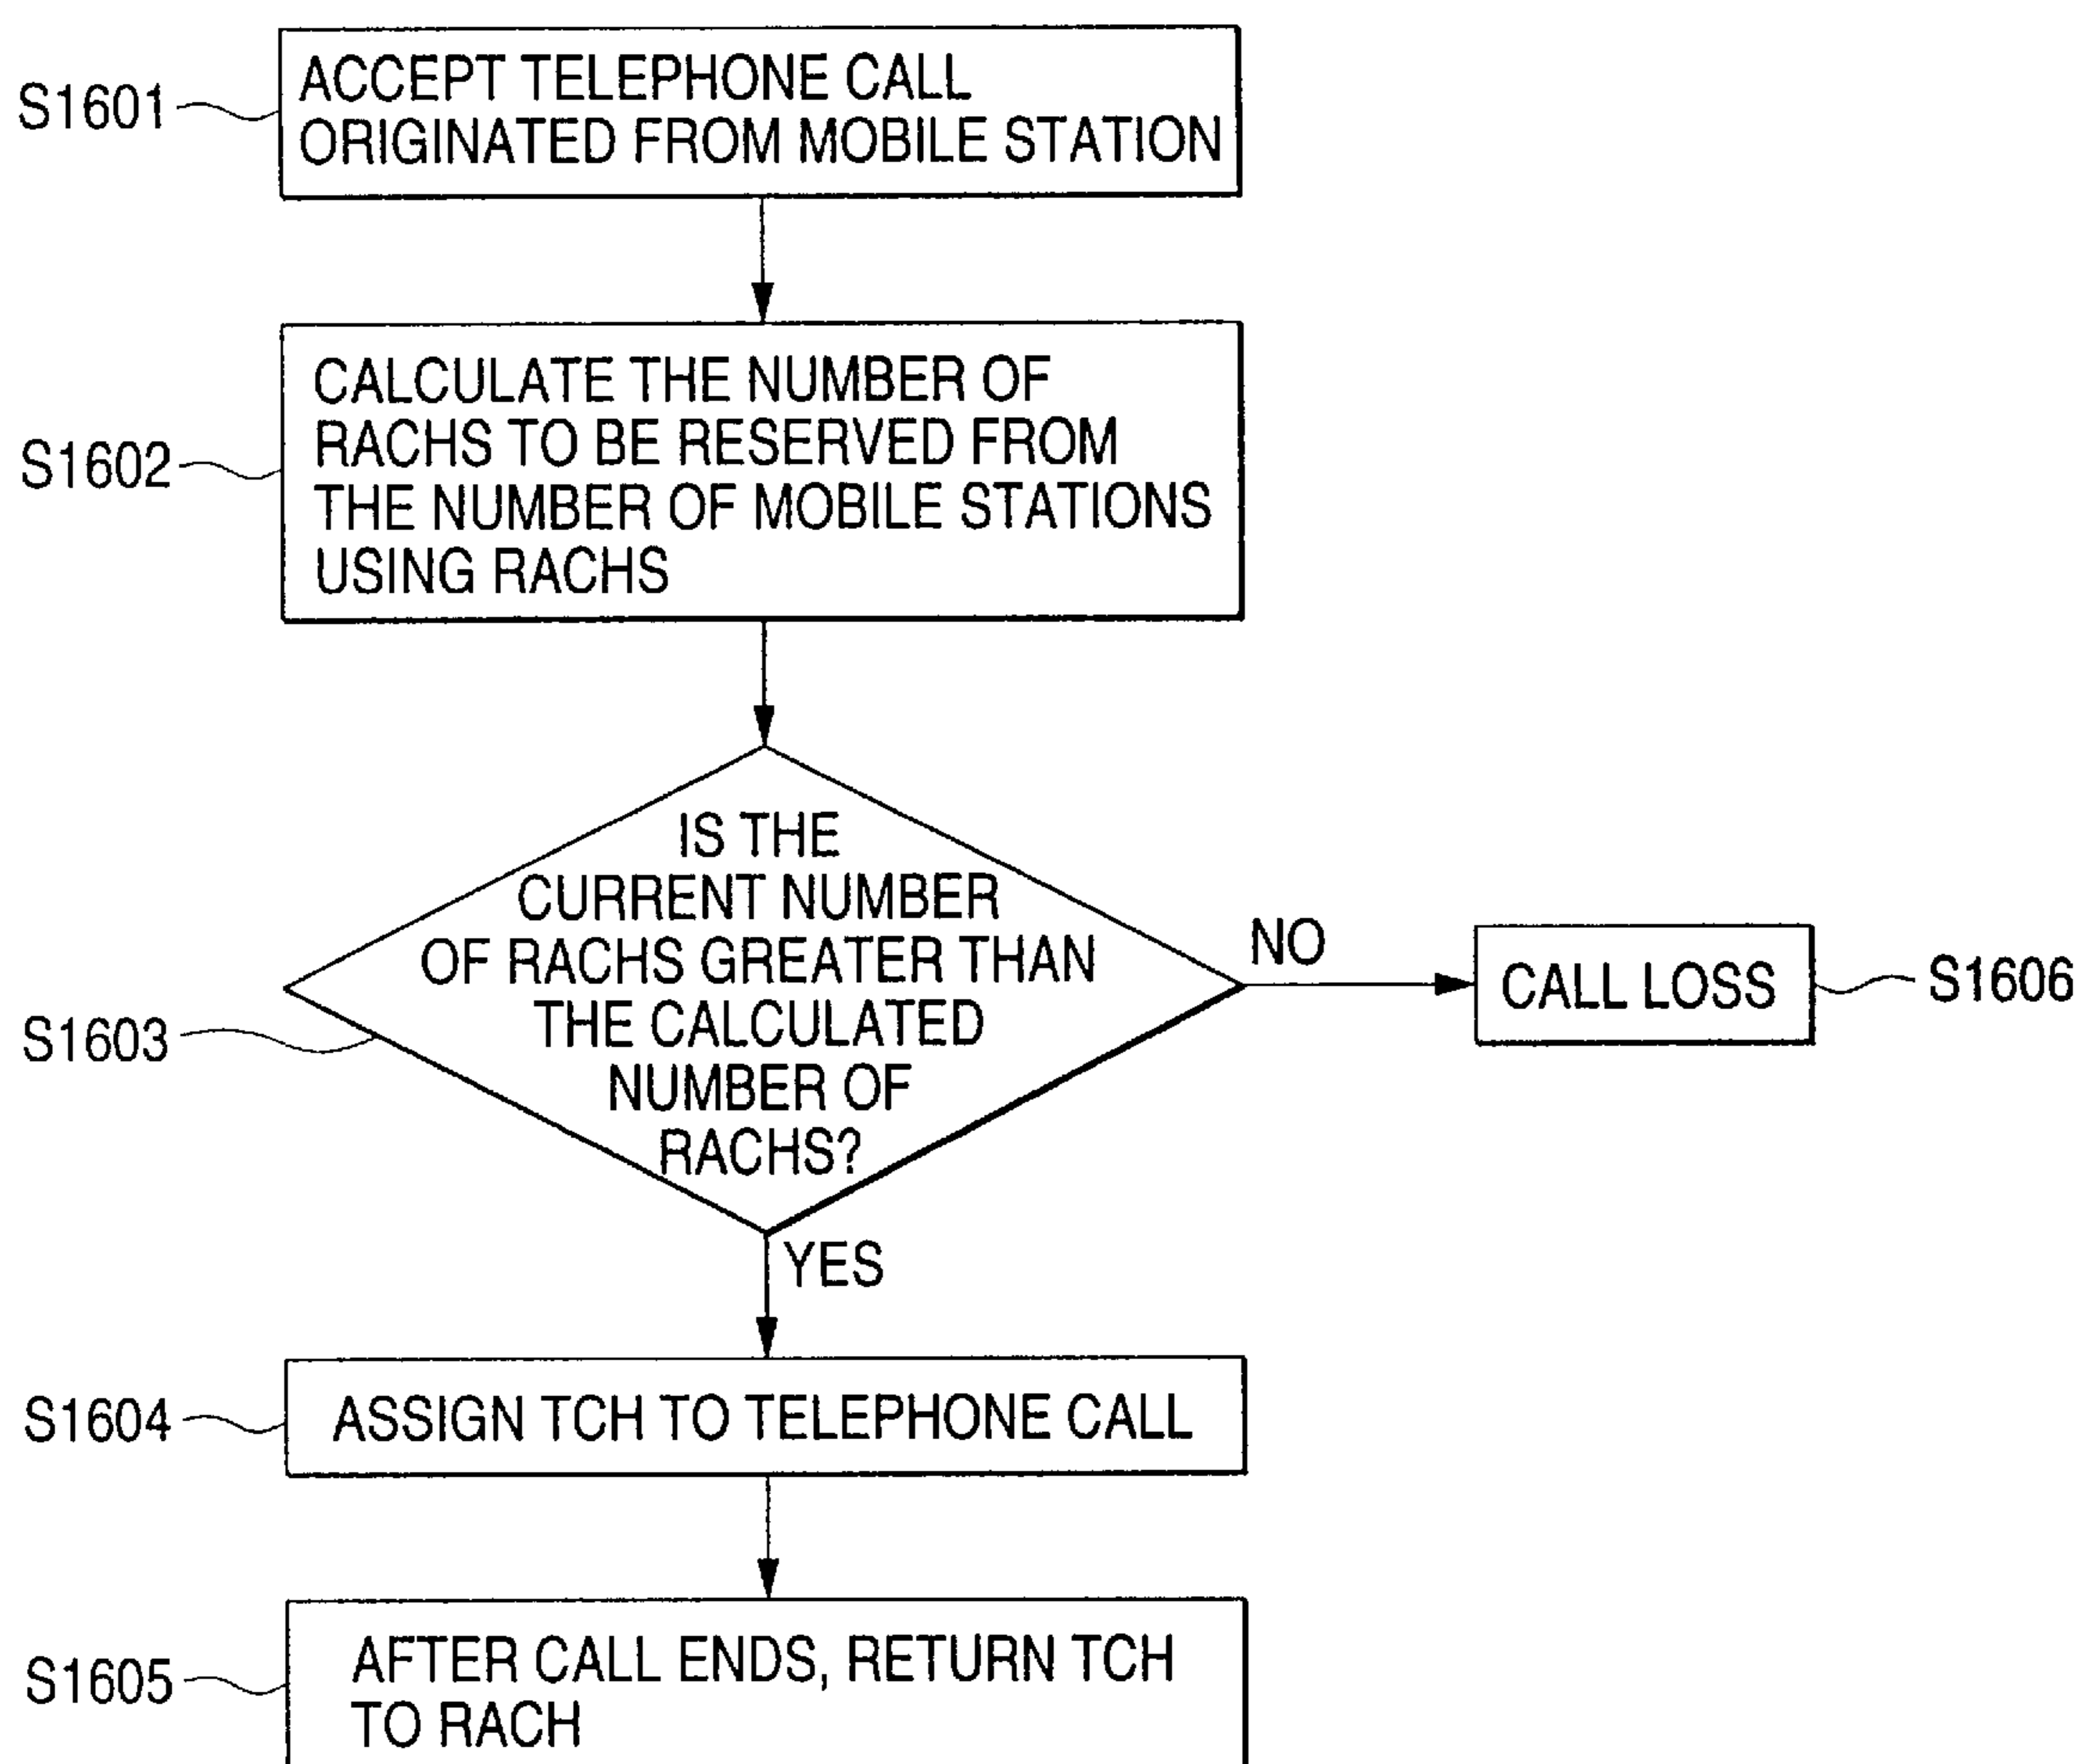 S1601
ACCEPT TELEPHONE CALL
ORIGINATED FROM MOBILE STATION
S1602
CALCULATE THE NUMBER OF
RACHS TO BE RESERVED FROM
THE NUMBER OF MOBILE STATIONS
USING RACHS
S1603
IS THE
CURRENT NUMBER
OF RACHS GREATER THAN
THE CALCULATED
NUMBER OF
RACHS?
NO
CALL LOSS
S1606
YES
S1604
ASSIGN TCH TO TELEPHONE CALL
S1605
AFTER CALL ENDS, RETURN TCH
TO RACH